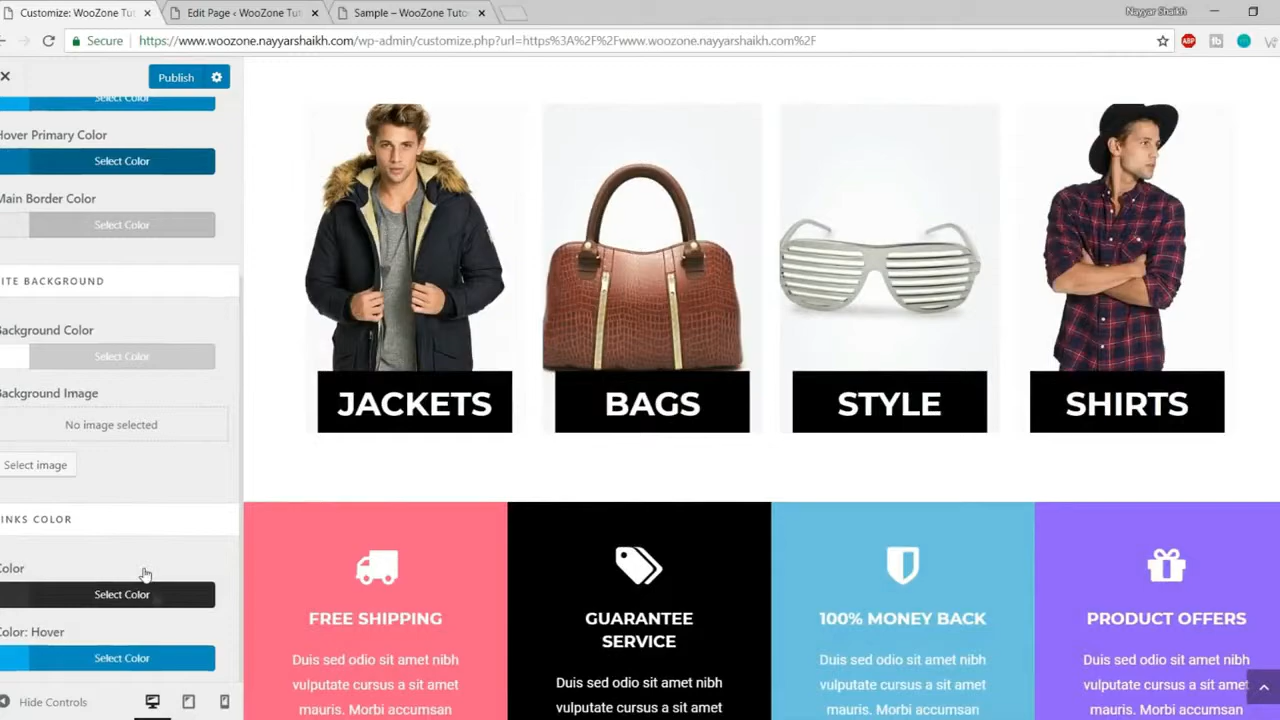 Customize: WooZone Tut
Edit Page ‹ WooZone Tut
Sample – WooZone Tuto
Nayyar Shaikh
Secure
https://www.woozone.nayyarshaikh.com/wp-admin/customize.php?url=https%3A%2F%2Fwww.woozone.nayyarshaikh.com%2F
ABP
Publish
Select Color
Hover Primary Color
Select Color
Main Border Color
Select Color
ITE BACKGROUND
Background Color
Select Color
Background Image
No image selected
Select image
INKS COLOR
Color
Select Color
Color: Hover
Select Color
Hide Controls
JACKETS
BAGS
STYLE
SHIRTS
FREE SHIPPING
Duis sed odio sit amet nibh
vulputate cursus a sit amet
mauris. Morbi accumsan
GUARANTEE
SERVICE
Duis sed odio sit amet nibh
vulputate cursus a sit amet
100% MONEY BACK
Duis sed odio sit amet nibh
vulputate cursus a sit amet
mauris. Morbi accumsan
PRODUCT OFFERS
Duis sed odio sit amet nibh
vulputate cursus a sit amet
mauris. Morbi accumsan